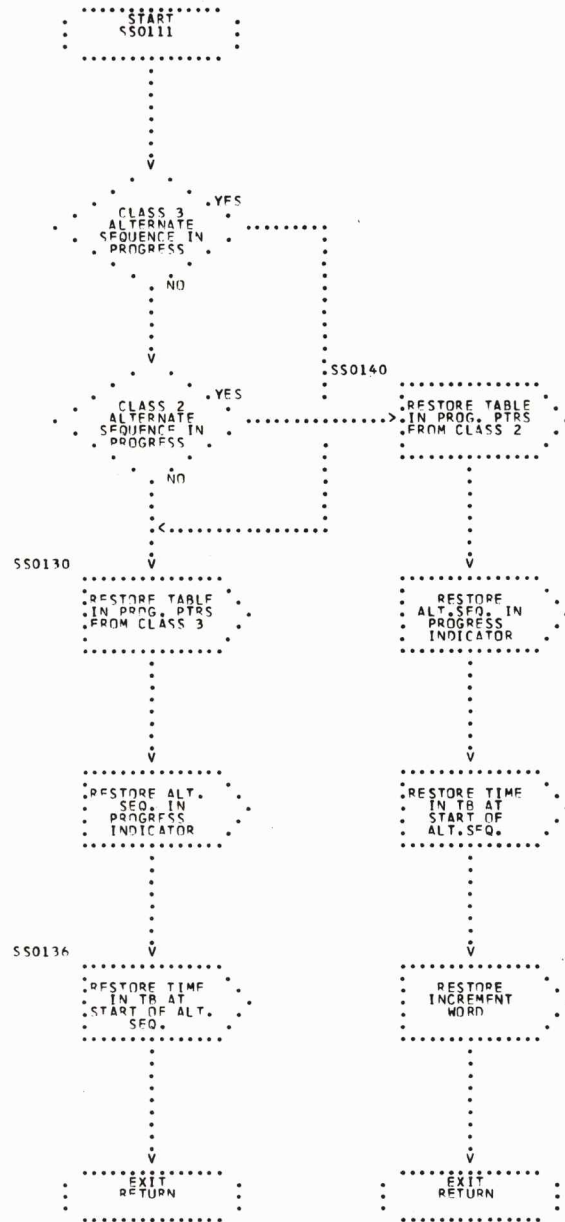 START
SS0111
YES
CLASS 3
ALTERNATE
SEQUENCE IN
PROGRESS
NO
SS0140
YES
CLASS 2
ALTERNATE
SEQUENCE IN
PROGRESS
NO
RESTORE TABLE
IN PROG. PTRS
FROM CLASS 2
SS0130
RESTORE TABLE
IN PROG. PTRS
FROM CLASS 3
RESTORE
ALT.SEQ. IN
PROGRESS
INDICATOR
RESTORE ALT.
SEQ. IN
PROGRESS
INDICATOR
RESTORE TIME
IN TB AT
START OF
ALT.SEQ.
SS0136
RESTORE TIME
IN TB AT
START OF ALT.
SEQ.
RESTORE
INCREMENT
WORD
EXIT
RETURN
EXIT
RETURN